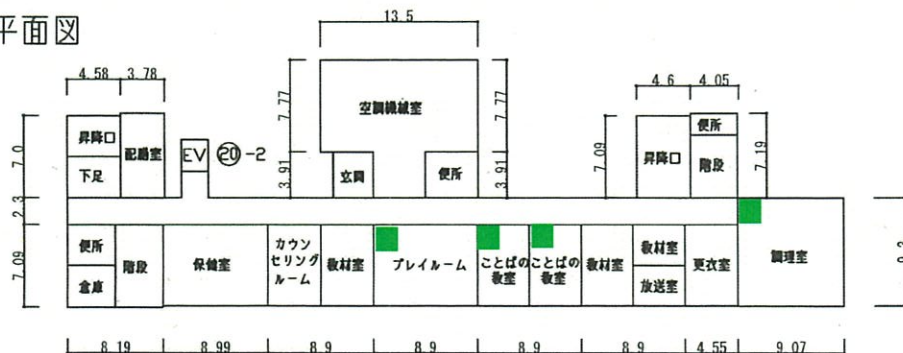 平面図
13.5
4.58 3.78
4.6 4.05
7.77
空調機械室
7.77
7.0
昇降口
配膳室
EV
⑳-2
下足
3.91
玄関
便所
3.91
7.09
昇降口
便所
階段
7.19
2.3
7.09
便所
倉庫
階段
保健室
カウン
セリング
ルーム
教材室
プレイルーム
ことばの
教室
ことばの
教室
教材室
教材室
放送室
更衣室
調理室
8.19 8.99 8.9 8.9 8.9 8.9 4.55 9.07